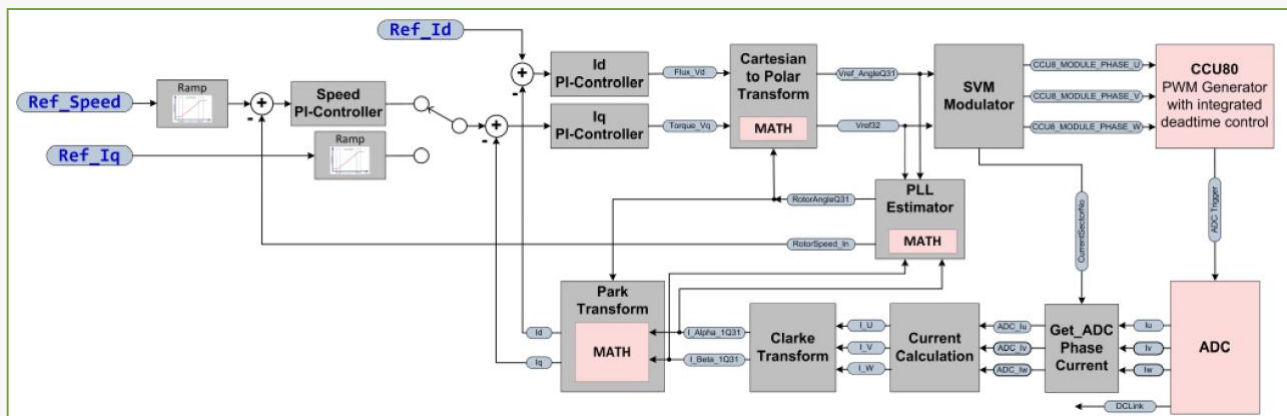 Ref_Id
Ref_Speed
Ramp
Speed
PI-Controller
Ref_Iq
Ramp
Id
PI-Controller
Iq
PI-Controller
Flux_Vd
Torque_Vq
Cartesian
to Polar
Transform
MATH
Vref_AngleQ31
Vref32
SVM
Modulator
CCU8_MODULE_PHASE_U
CCU8_MODULE_PHASE_V
CCU8_MODULE_PHASE_W
CCU80
PWM Generator
with integrated
deadtime control
PLL
Estimator
MATH
RotorAngleQ31
RotorSpeed_In
CurrentSectorNo
ADC Trigger
Park
Transform
MATH
Id
Iq
I_Alpha_1Q31
I_Beta_1Q31
Clarke
Transform
I_U
I_V
I_W
Current
Calculation
ADC_Iu
ADC_Iv
ADC_Iw
Get_ADC
Phase
Current
Iu
Iv
Iw
ADC
DCLink